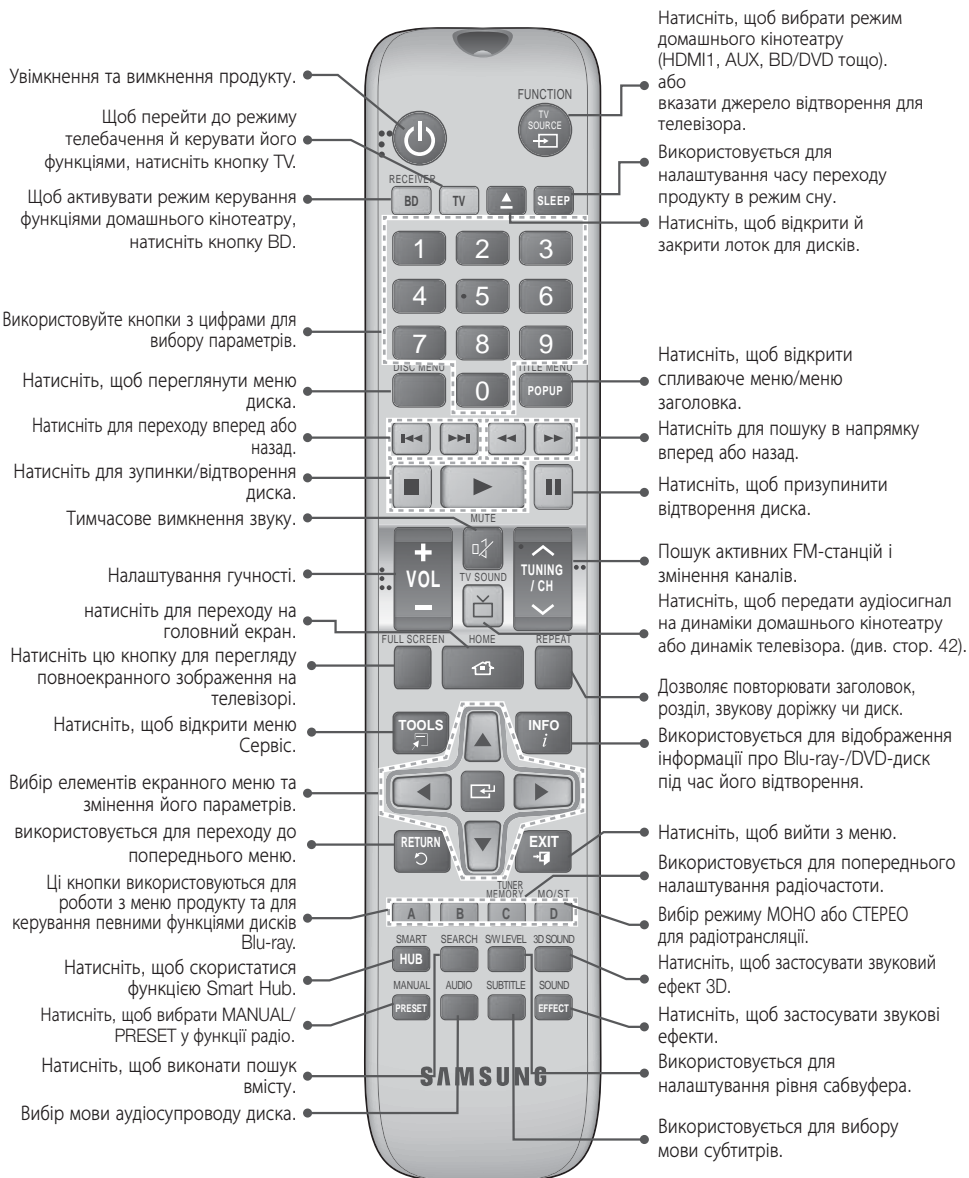 Увімкнення та вимкнення продукту.
Щоб перейти до режиму
телебачення й керувати його
функціями, натисніть кнопку TV.
Щоб активувати режим керування
функціями домашнього кінотеатру,
натисніть кнопку BD.
Використовуйте кнопки з цифрами для
вибору параметрів.
Натисніть, щоб переглянути меню
диска.
Натисніть для переходу вперед або
назад.
Натисніть для зупинки/відтворення
диска.
Тимчасове вимкнення звуку.
Налаштування гучності.
натисніть для переходу на
головний екран.
Натисніть цю кнопку для перегляду
повноекранного зображення на
телевізорі.
Натисніть, щоб відкрити меню
Сервіс.
Вибір елементів екранного меню та
змінення його параметрів.
використовується для переходу до
попереднього меню.
Ці кнопки використовуються для
роботи з меню продукту та для
керування певними функціями дисків
Blu-ray.
Натисніть, щоб скористатися
функцією Smart Hub.
Натисніть, щоб вибрати MANUAL/
PRESET у функції радіо.
Натисніть, щоб виконати пошук
вмісту.
Вибір мови аудіосупроводу диска.
FUNCTION
TV
SOURCE
RECEIVER
BD
TV
SLEEP
1
2
3
4
5
6
7
8
9
DISC MENU
0
TITLE MENU
POPUP
MUTE
+
VOL
−
TV SOUND
TUNING
/ CH
FULL SCREEN
HOME
REPEAT
TOOLS
INFO
i
RETURN
EXIT
TUNER
MEMORY
MO/ST
A
B
C
D
SMART
HUB
SEARCH
S/W LEVEL
3D SOUND
MANUAL
PRESET
AUDIO
SUBTITLE
SOUND
EFFECT
SAMSUNG
Натисніть, щоб вибрати режим
домашнього кінотеатру
(HDMI1, AUX, BD/DVD тощо).
або
вказати джерело відтворення для
телевізора.
Використовується для
налаштування часу переходу
продукту в режим сну.
Натисніть, щоб відкрити й
закрити лоток для дисків.
Натисніть, щоб відкрити
спливаюче меню/меню
заголовка.
Натисніть для пошуку в напрямку
вперед або назад.
Натисніть, щоб призупинити
відтворення диска.
Пошук активних FM-станцій і
змінення каналів.
Натисніть, щоб передати аудіосигнал
на динаміки домашнього кінотеатру
або динамік телевізора. (див. стор. 42).
Дозволяє повторювати заголовок,
розділ, звукову доріжку чи диск.
Використовується для відображення
інформації про Blu-ray-/DVD-диск
під час його відтворення.
Натисніть, щоб вийти з меню.
Використовується для попереднього
налаштування радіочастоти.
Вибір режиму МОНО або СТЕРЕО
для радіотрансляції.
Натисніть, щоб застосувати звуковий
ефект 3D.
Натисніть, щоб застосувати звукові
ефекти.
Використовується для
налаштування рівня сабвуфера.
Використовується для вибору
мови субтитрів.